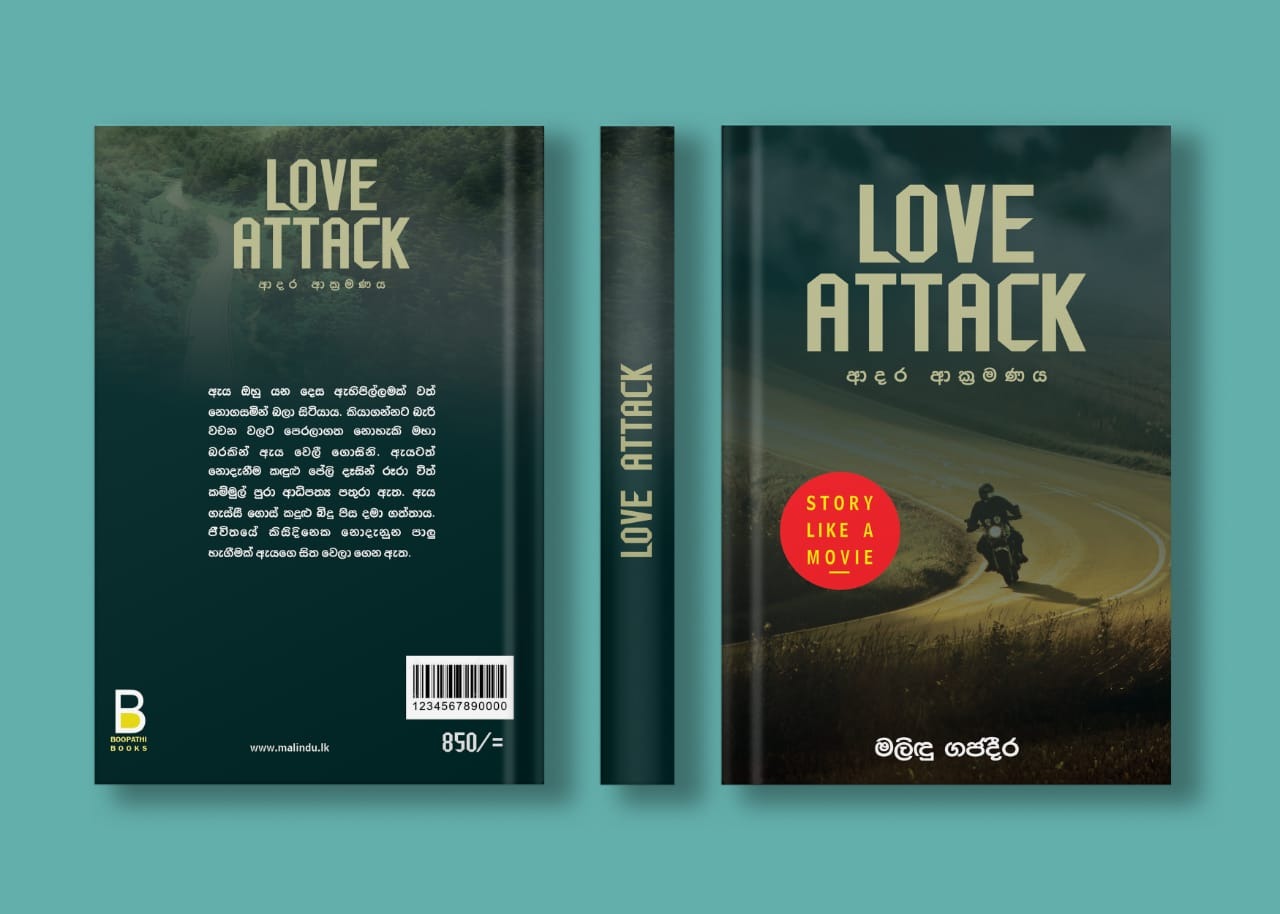 LOVE
ATTACK
ආදර ආක්‍රමණය
ඇය ඔහු යන දෙස ඇහිපිල්ලමක් වත්
නොගසමින් බලා සිටියාය. කියාගන්නට බැරි
වචන වලට පෙරලාගත නොහැකි මහා
බරකින් ඇය වෙලී ගොසිනි. ඇයටත්
නොදැනීම කඳුළු පේලි දෑසින් රූරා විත්
කම්මුල් පුරා ආධිපත්‍ය පතුරා ඇත. ඇය
ගැස්සී ගොස් කදුළු බිදු පිස දමා ගත්තාය.
ජීවිතයේ කිසිදිනෙක නොදැනුන පාලු
හැගීමත් ඇයගෙ සිත වෙලා ගෙන ඇත.
1234567890000
B
BOOPATHI
BOOKS
www.malindu.lk
850/=
LOVE ATTACK
LOVE
ATTACK
ආදර ආක්‍රමණය
STORY
LIKE A
MOVIE
මලිඳු ගජදීර